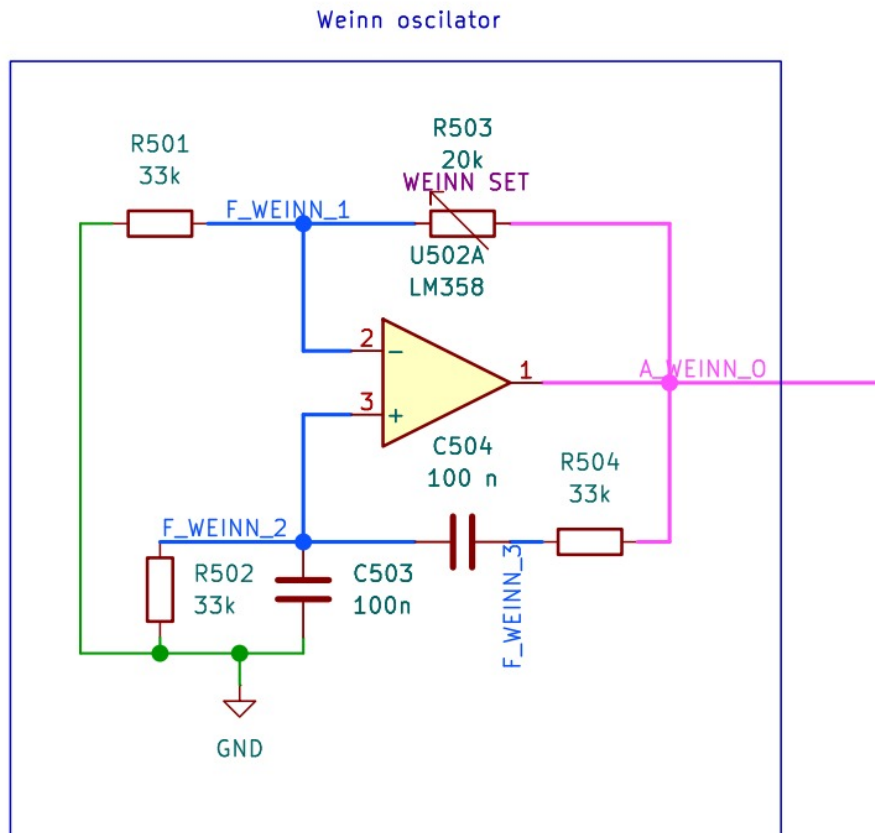 Weinn oscilator
R501
33k
R503
20k
WEINN SET
F_WEINN_1
U502A
LM358
2
-
1
A_WEINN_O
3
+
C504
100 n
R504
33k
F_WEINN_2
F_WEINN_3
R502
33k
C503
100n
GND